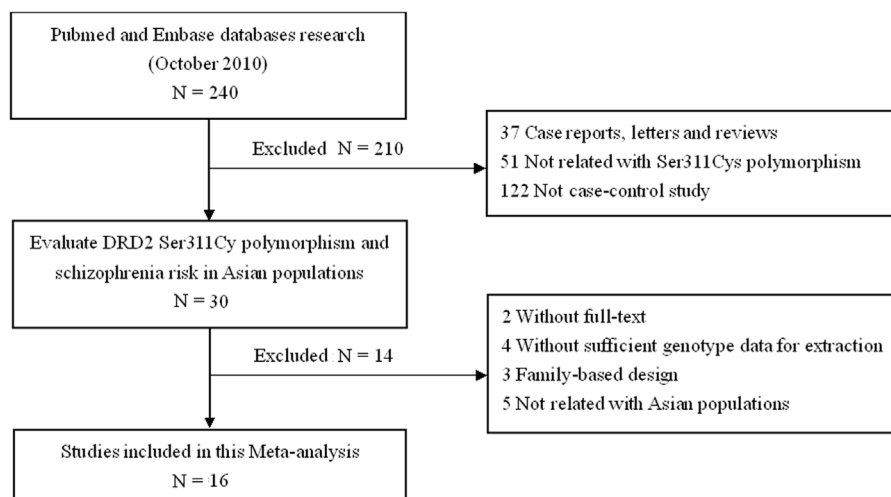 Pubmed and Embase databases research
(October 2010)
N = 240
Excluded N = 210
37 Case reports, letters and reviews
51 Not related with Ser311Cys polymorphism
122 Not case-control study
Evaluate DRD2 Ser311Cy polymorphism and
schizophrenia risk in Asian populations
N = 30
Excluded N = 14
2 Without full-text
4 Without sufficient genotype data for extraction
3 Family-based design
5 Not related with Asian populations
Studies included in this Meta-analysis
N = 16